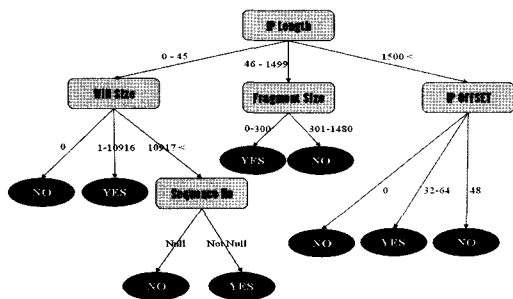 IP Length
0 - 45
46 - 1499
1500 <
WIN Size
Fragment Size
IP OFFSET
0
1-10916
10917 <
0-300
301-1480
0
32-64
48
NO
YES
Sequence No
YES
NO
NO
YES
NO
Null
Not Null
NO
YES